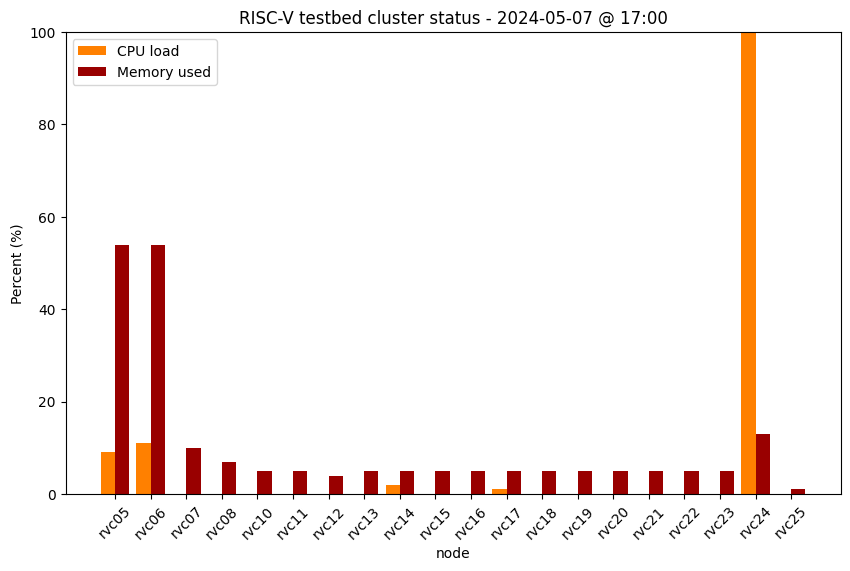 RISC-V testbed cluster status - 2024-05-07 @ 17:00
CPU load
Memory used
Percent (%)
100
80
60
40
20
0
rvc05 rvc06 rvc07 rvc08 rvc10 rvc11 rvc12 rvc13 rvc14 rvc15 rvc16 rvc17 rvc18 rvc19 rvc20 rvc21 rvc22 rvc23 rvc24 rvc25
node